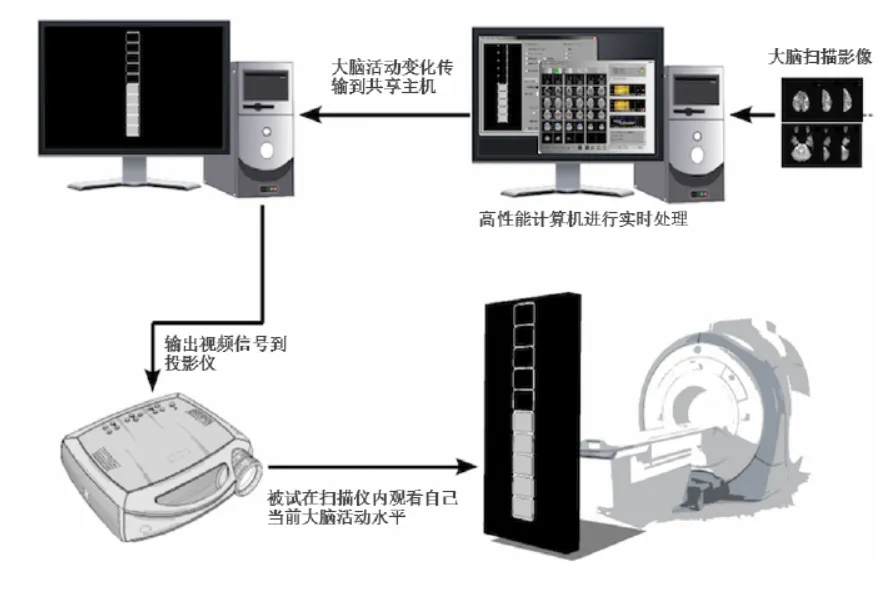 大脑活动变化传
输到共享主机
大脑扫描影像
高性能计算机进行实时处理
输出视频信号到
投影仪
被试在扫描仪内观看自己
当前大脑活动水平